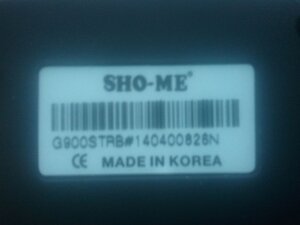 SHO-ME®
G900STRB#140400826N
CE MADE IN KOREA